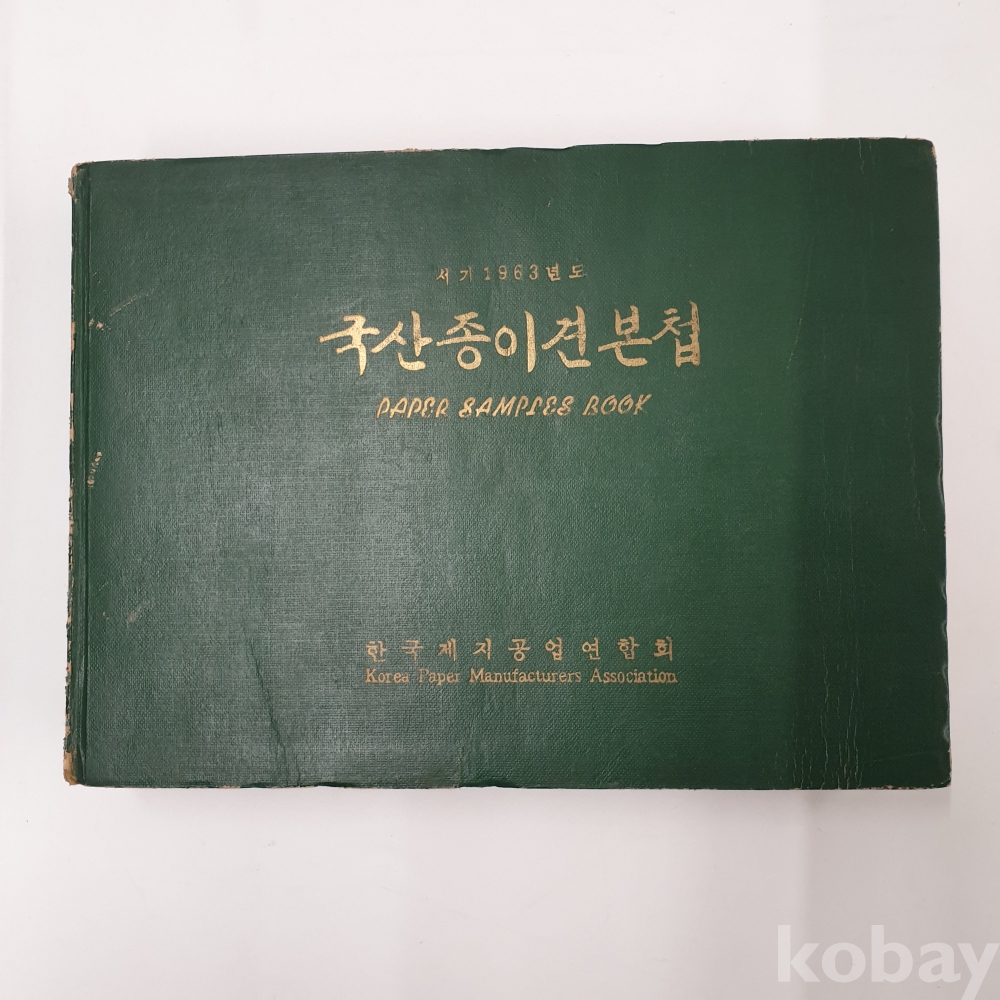 서기1963년도
국산종이견본첩
PAPER SAMPLES BOOK
한국제지공업연합회
Korea Paper Manufacturers Association
kobay